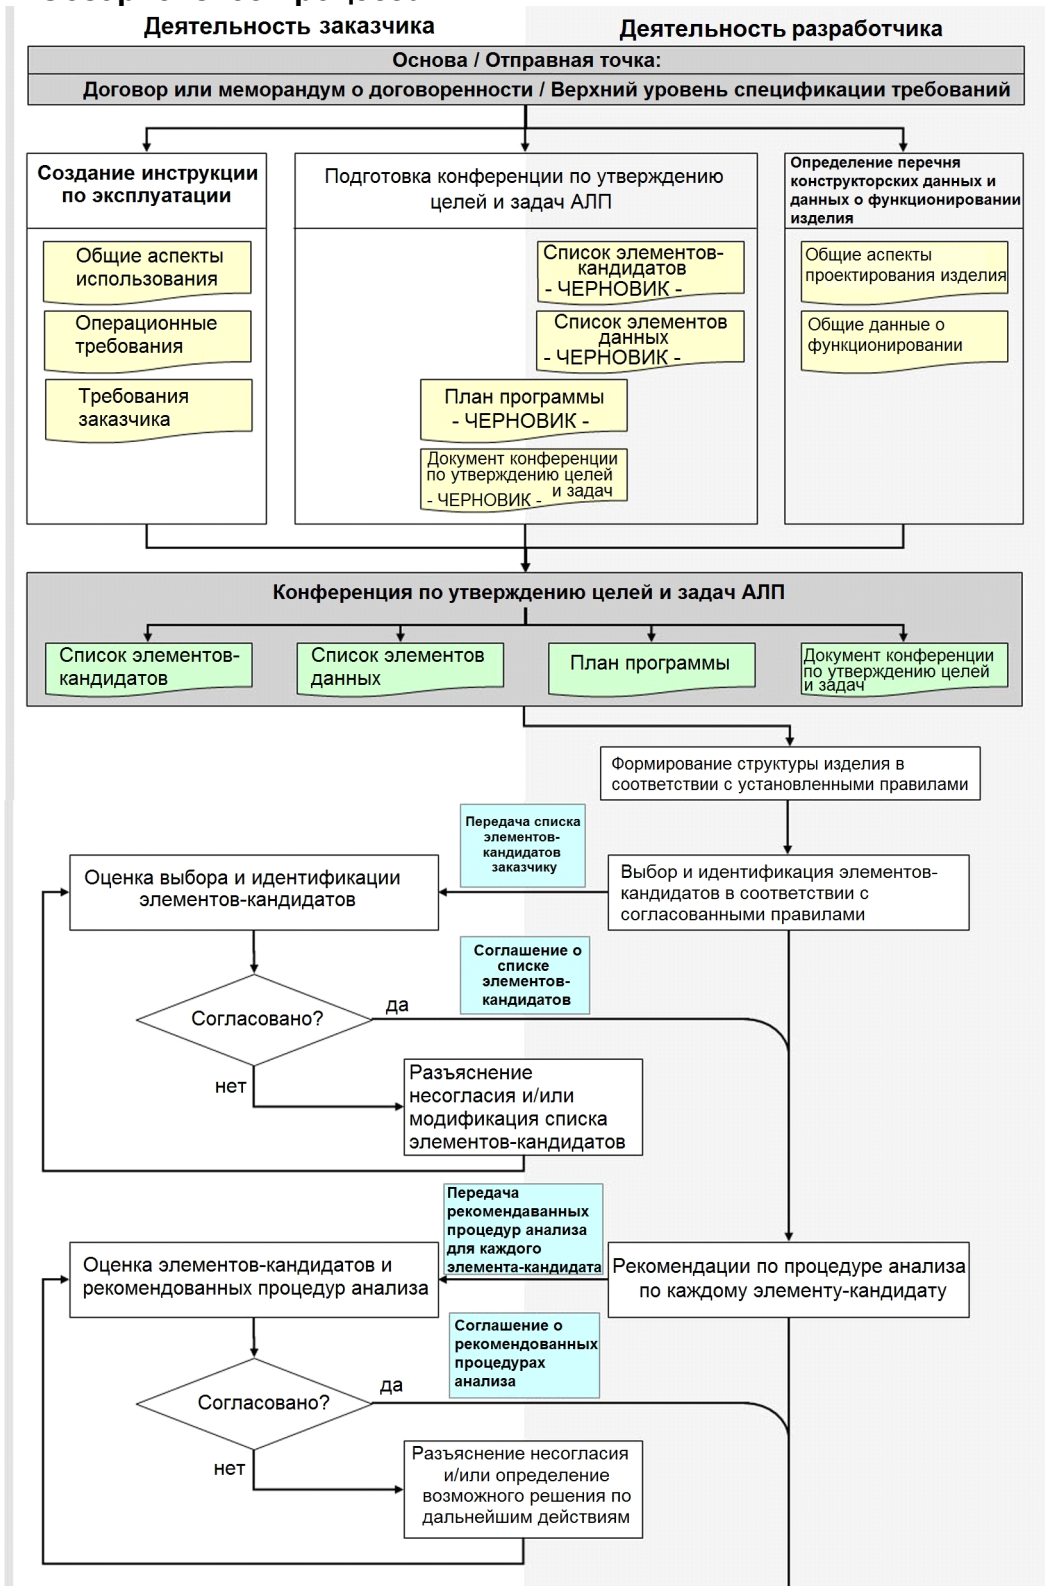 Деятельность заказчика
Деятельность разработчика
Основа / Отправная точка:
Договор или меморандум о договоренности / Верхний уровень спецификации требований
Создание инструкции
по эксплуатации
Общие аспекты
использования
Операционные
требования
Требования
заказчика
Подготовка конференции по утверждению
целей и задач АЛП
Список элементов-
кандидатов
- ЧЕРНОВИК -
Список элементов
данных
- ЧЕРНОВИК -
План программы
- ЧЕРНОВИК -
Документ конференции
по утверждению целей
и задач
- ЧЕРНОВИК -
Определение перечня
конструкторских данных и
данных о функционировании
изделия
Общие аспекты
проектирования изделия
Общие данные о
функционировании
Конференция по утверждению целей и задач АЛП
Список элементов-
кандидатов
Список элементов
данных
План программы
Документ конференции
по утверждению целей
и задач
Формирование структуры изделия в
соответствии с установленными правилами
Передача списка
элементов-
кандидатов
заказчику
Оценка выбора и идентификации
элементов-кандидатов
Выбор и идентификация элементов-
кандидатов в соответствии с
согласованными правилами
Соглашение о
списке
элементов-
кандидатов
Согласовано?
да
нет
Разъяснение
несогласия и/или
модификация списка
элементов-кандидатов
Передача
рекомендаванных
процедур анализа
для каждого
элемента-кандидата
Оценка элементов-кандидатов и
рекомендованных процедур анализа
Рекомендации по процедуре анализа
по каждому элементу-кандидату
Соглашение о
рекомендованных
процедурах
анализа
Согласовано?
да
нет
Разъяснение несогласия
и/или определение
возможного решения по
дальнейшим действиям